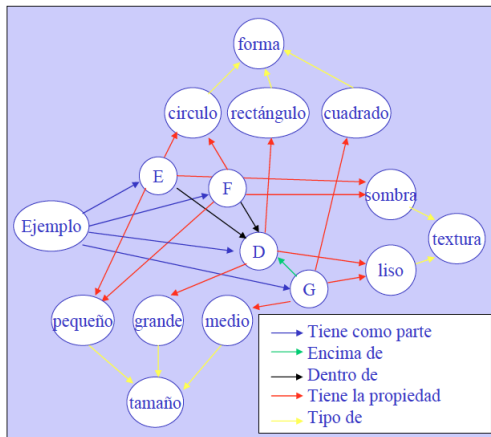 forma
circulo
rectángulo
cuadrado
E
F
sombra
Ejemplo
D
textura
G
liso
pequeño
grande
medio
tamaño
Tiene como parte
Encima de
Dentro de
Tiene la propiedad
Tipo de